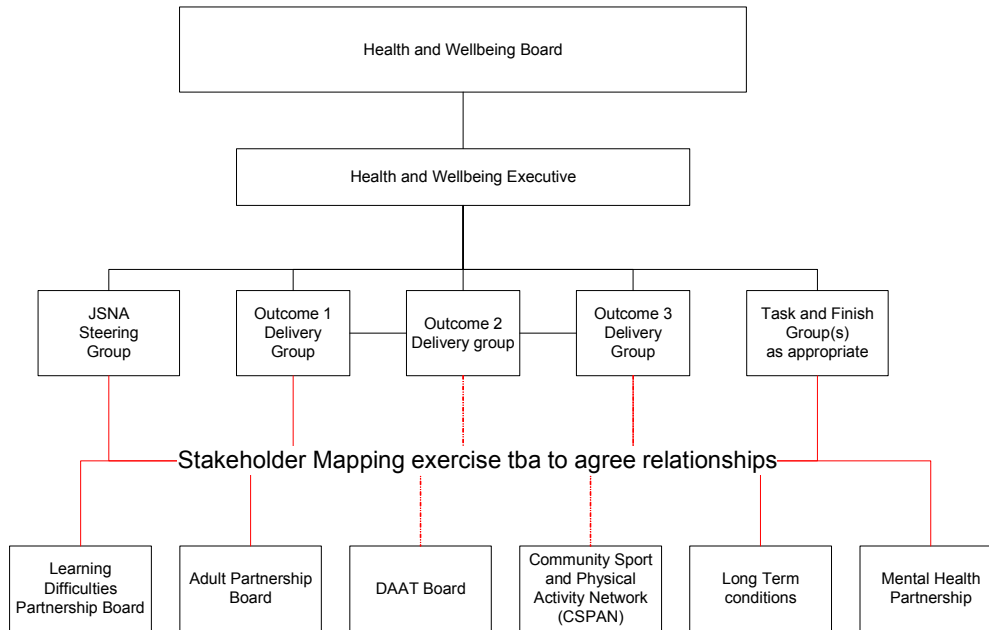 Health and Wellbeing Board
Health and Wellbeing Executive
JSNA
Steering
Group
Outcome 1
Delivery
Group
Outcome 2
Delivery group
Outcome 3
Delivery
Group
Task and Finish
Group(s)
as appropriate
Stakeholder Mapping exercise tba to agree relationships
Learning
Difficulties
Partnership Board
Adult Partnership
Board
DAAT Board
Community Sport
and Physical
Activity Network
(CSPAN)
Long Term
conditions
Mental Health
Partnership